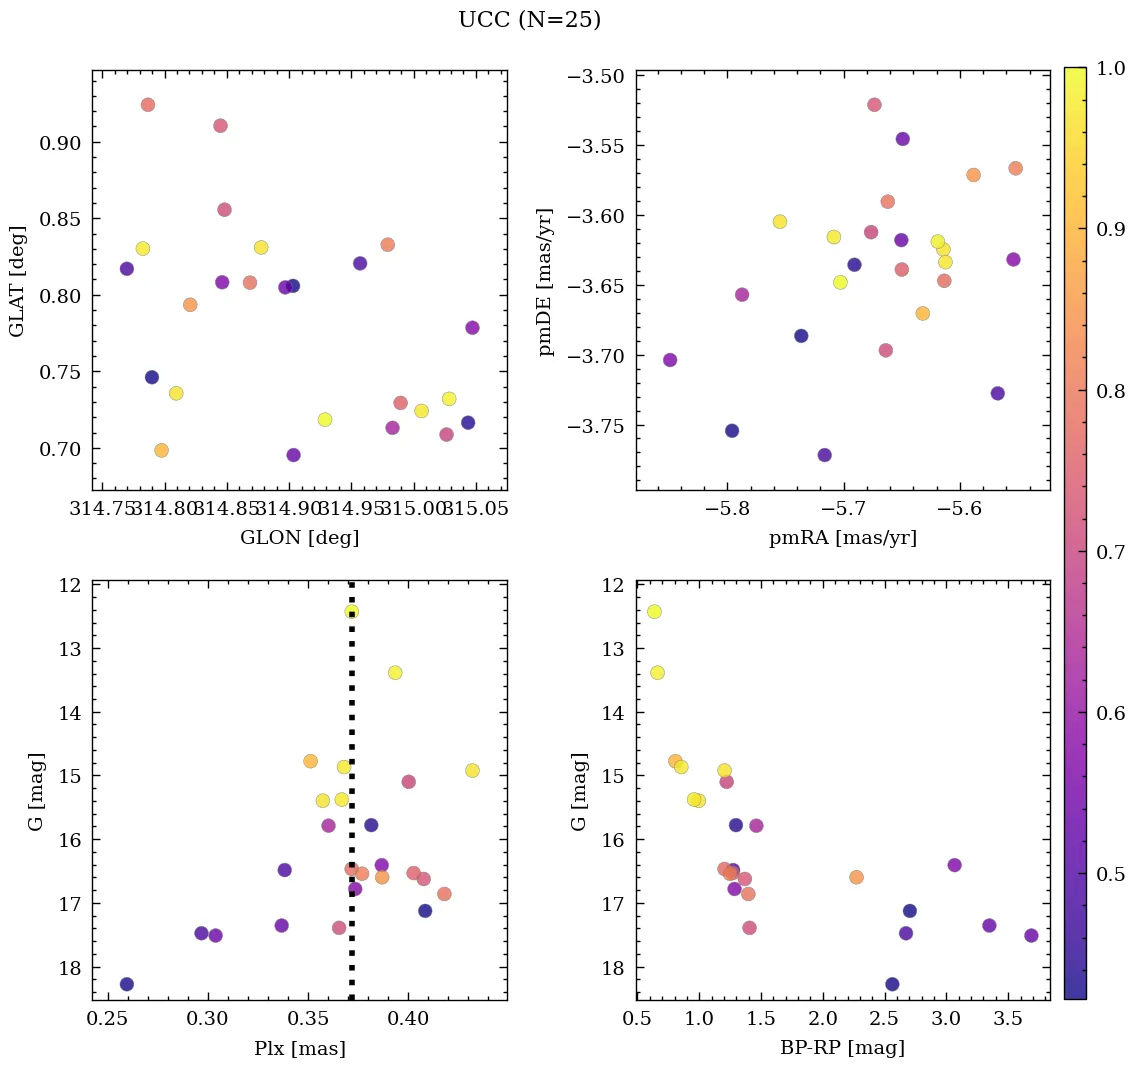 UCC (N=25)
0.90
0.85
0.80
0.75
0.70
GLAT [deg]
314.75 314.80 314.85 314.90 314.95 315.00 315.05
GLON [deg]
−3.50
−3.55
−3.60
−3.65
−3.70
−3.75
pmDE [mas/yr]
−5.8 −5.7 −5.6
pmRA [mas/yr]
1.0
0.9
0.8
0.7
0.6
0.5
12
13
14
15
16
17
18
G [mag]
0.25 0.30 0.35 0.40
Plx [mas]
12
13
14
15
16
17
18
G [mag]
0.5 1.0 1.5 2.0 2.5 3.0 3.5
BP-RP [mag]